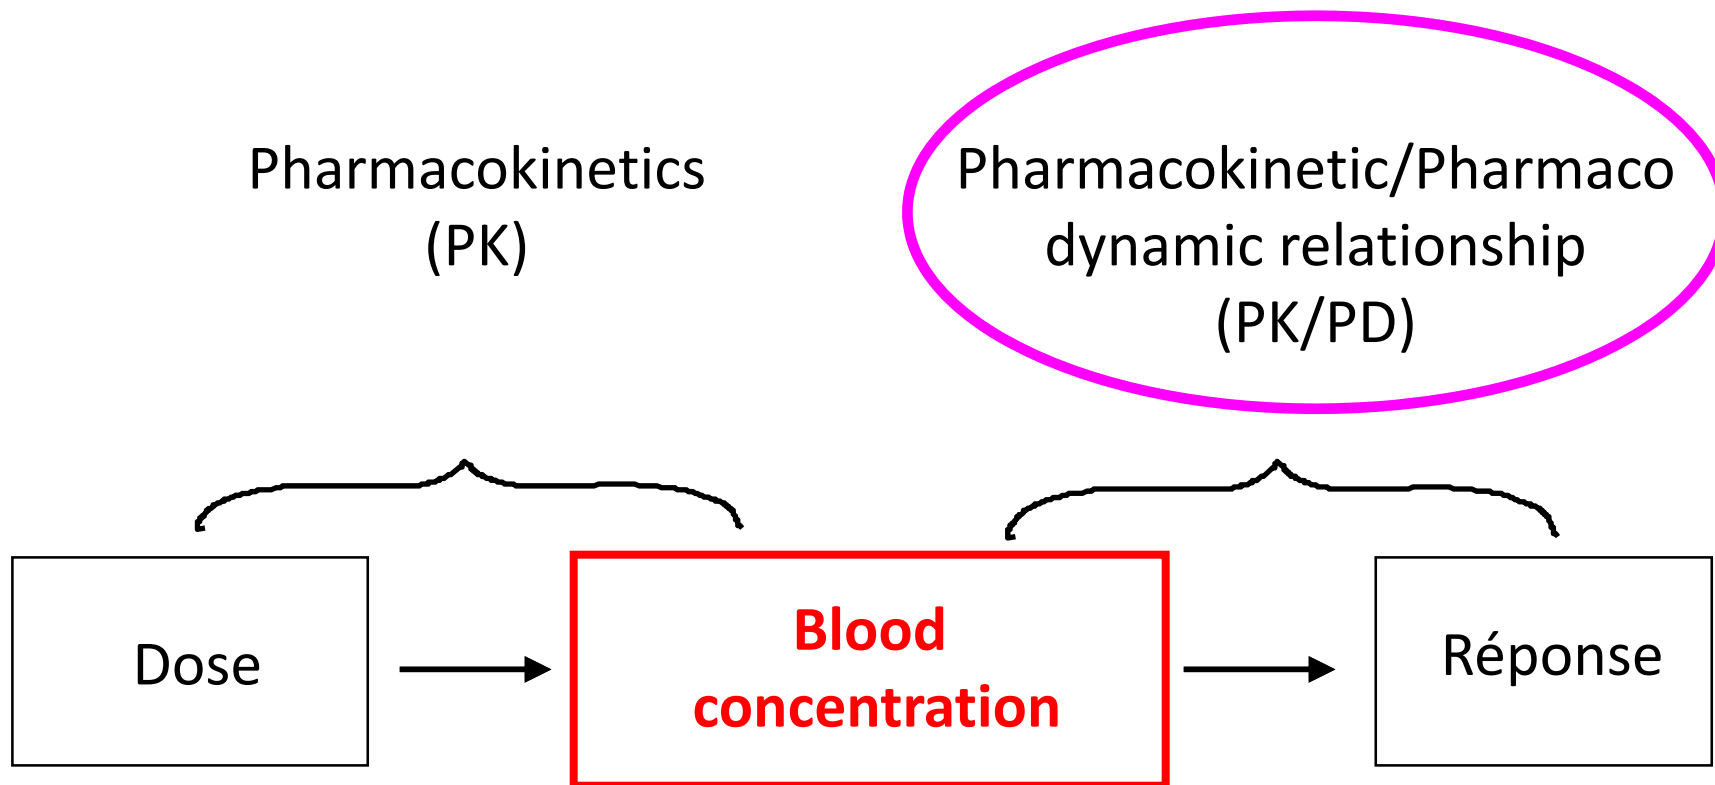 Pharmacokinetics
(PK)
Pharmacokinetic/Pharmaco
dynamic relationship
(PK/PD)
Dose
Blood
concentration
Réponse